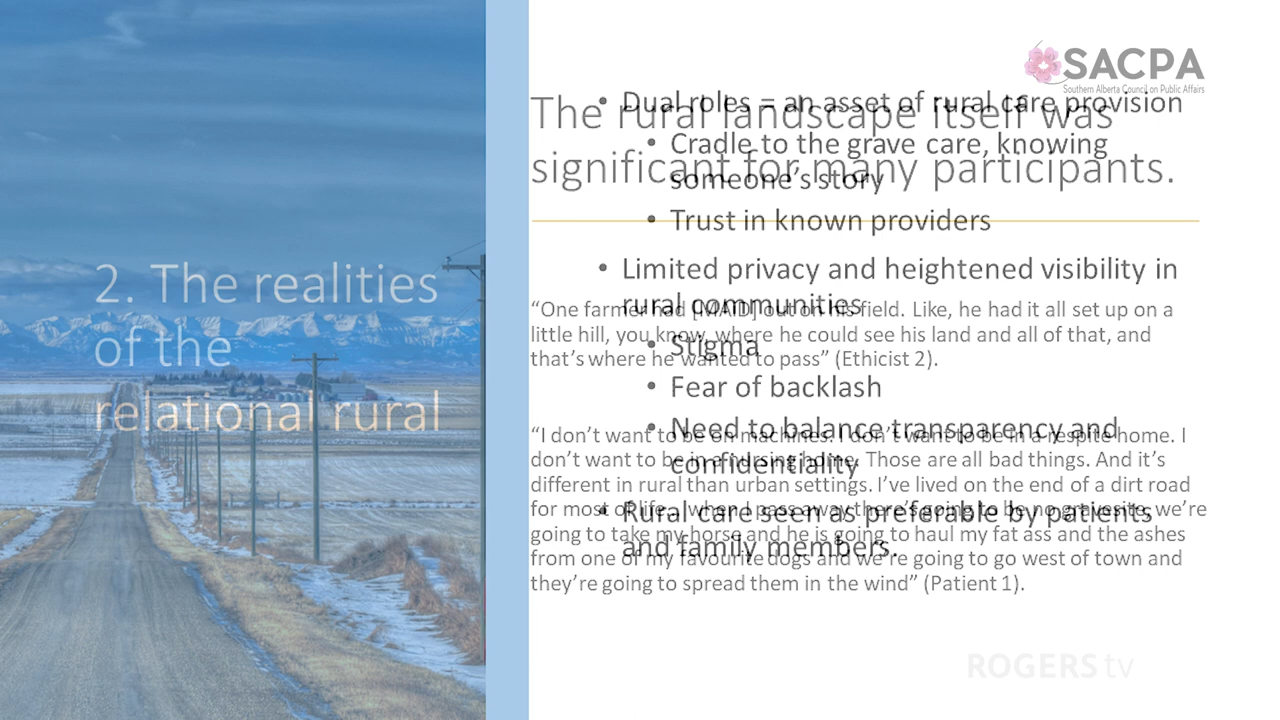 SACPA
Southern Alberta Council on Public Affairs
2. The realities
of the
relational rural
• Dual roles = an asset of rural care provision
• Cradle to the grave care, knowing
someone's story
• Trust in known providers
• Limited privacy and heightened visibility in
rural communities
• Stigma
• Fear of backlash
• Need to balance transparency and
confidentiality
• Rural care seen as preferable by patients
and family members.
The rural landscape itself was
significant for many participants.
“One farmer had [MAID] out on his field. Like, he had it all set up on a
little hill, you know, where he could see his land and all of that, and
that’s where he wanted to pass” (Ethicist 2).
“I don’t want to be on machines. I don’t want to be in a respite home. I
don’t want to be in a nursing home. Those are all bad things. And it’s
different in rural than urban settings. I’ve lived on the end of a dirt road
for most of life… when I pass away there’s going to be no gravesite, we’re
going to take my horse and he is going to haul my fat ass and the ashes
from one of my favourite dogs and we’re going to go west of town and
they’re going to spread them in the wind” (Patient 1).
ROGERS tv